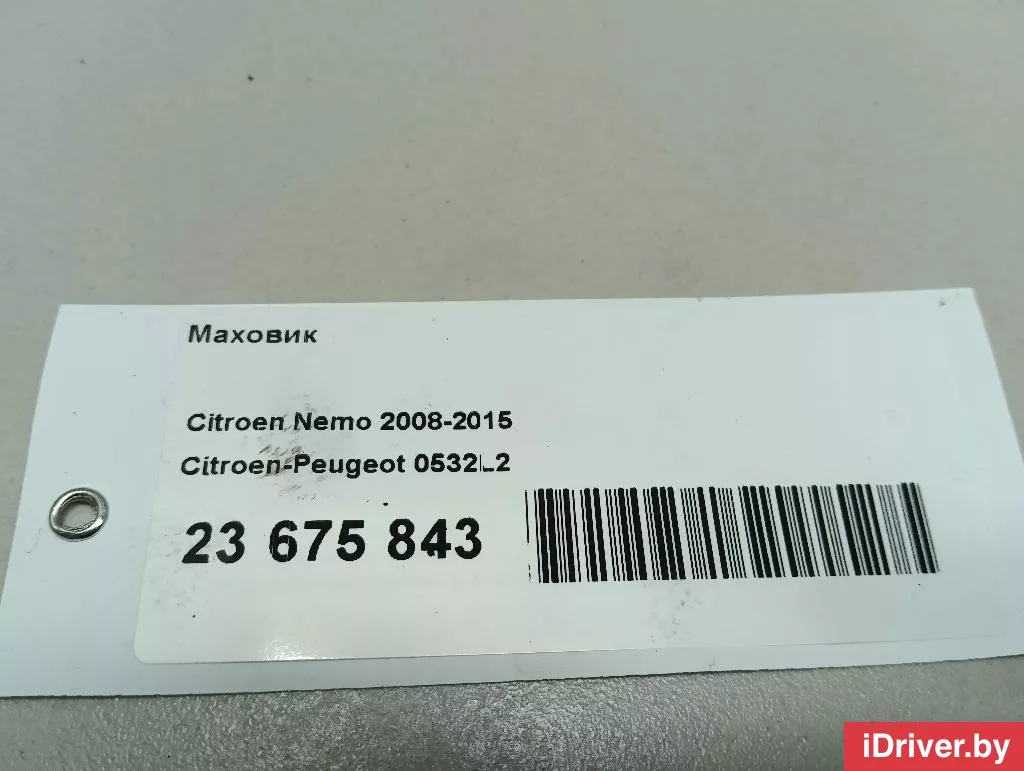 Маховик
Citroen Nemo 2008-2015
Citroen-Peugeot 0532L2
23 675 843
iDriver.by